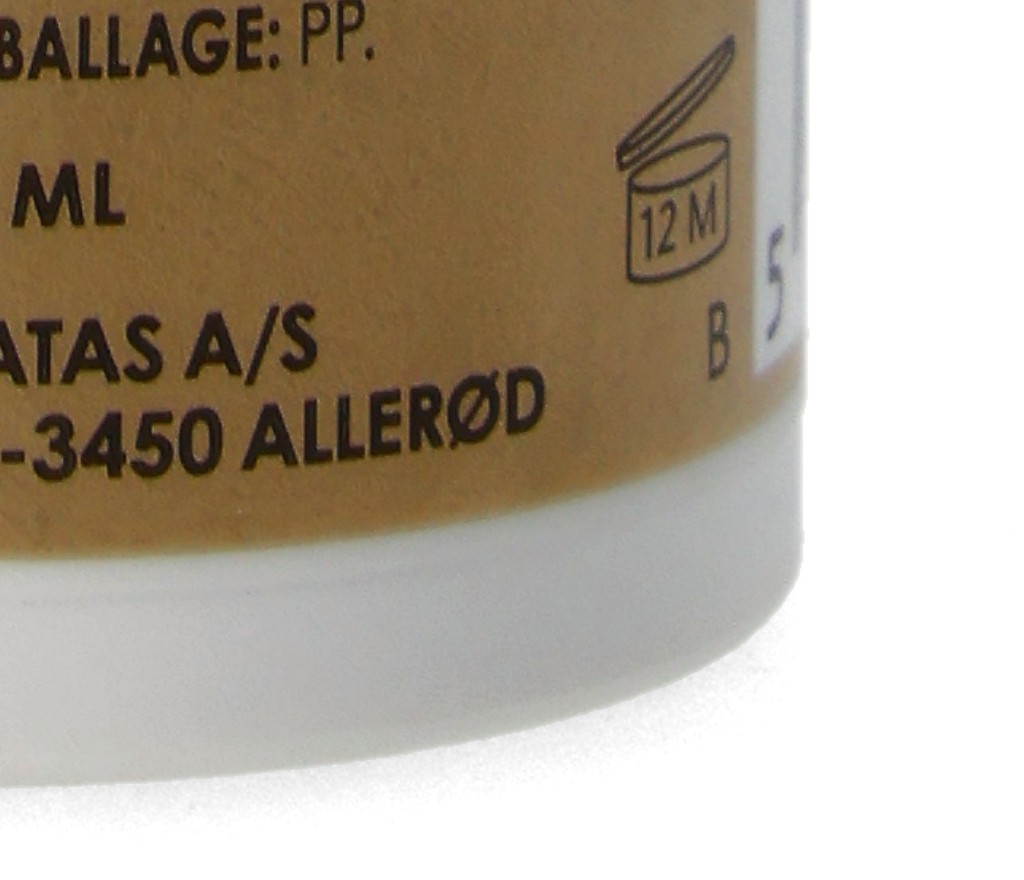 BALLAGE: PP.
ML
12 M
5
B
ATAS A/S
-3450 ALLERØD